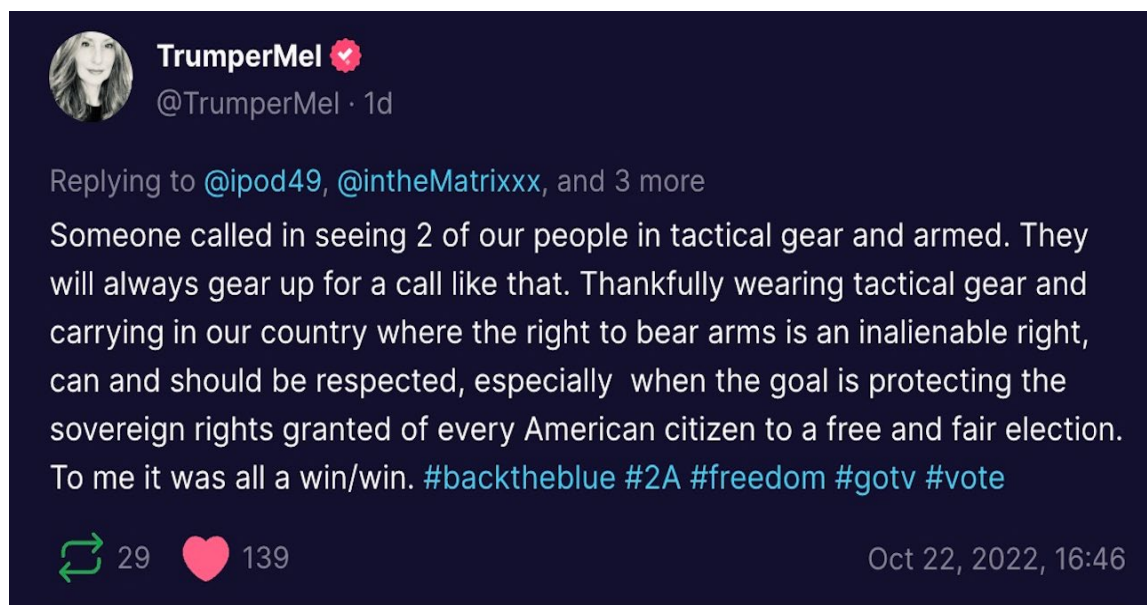 TrumperMel
@TrumperMel · 1d
Replying to @ipod49, @intheMatrixxx, and 3 more
Someone called in seeing 2 of our people in tactical gear and armed. They
will always gear up for a call like that. Thankfully wearing tactical gear and
carrying in our country where the right to bear arms is an inalienable right,
can and should be respected, especially  when the goal is protecting the
sovereign rights granted of every American citizen to a free and fair election.
To me it was all a win/win. #backtheblue #2A #freedom #gotv #vote
29 139 Oct 22, 2022, 16:46